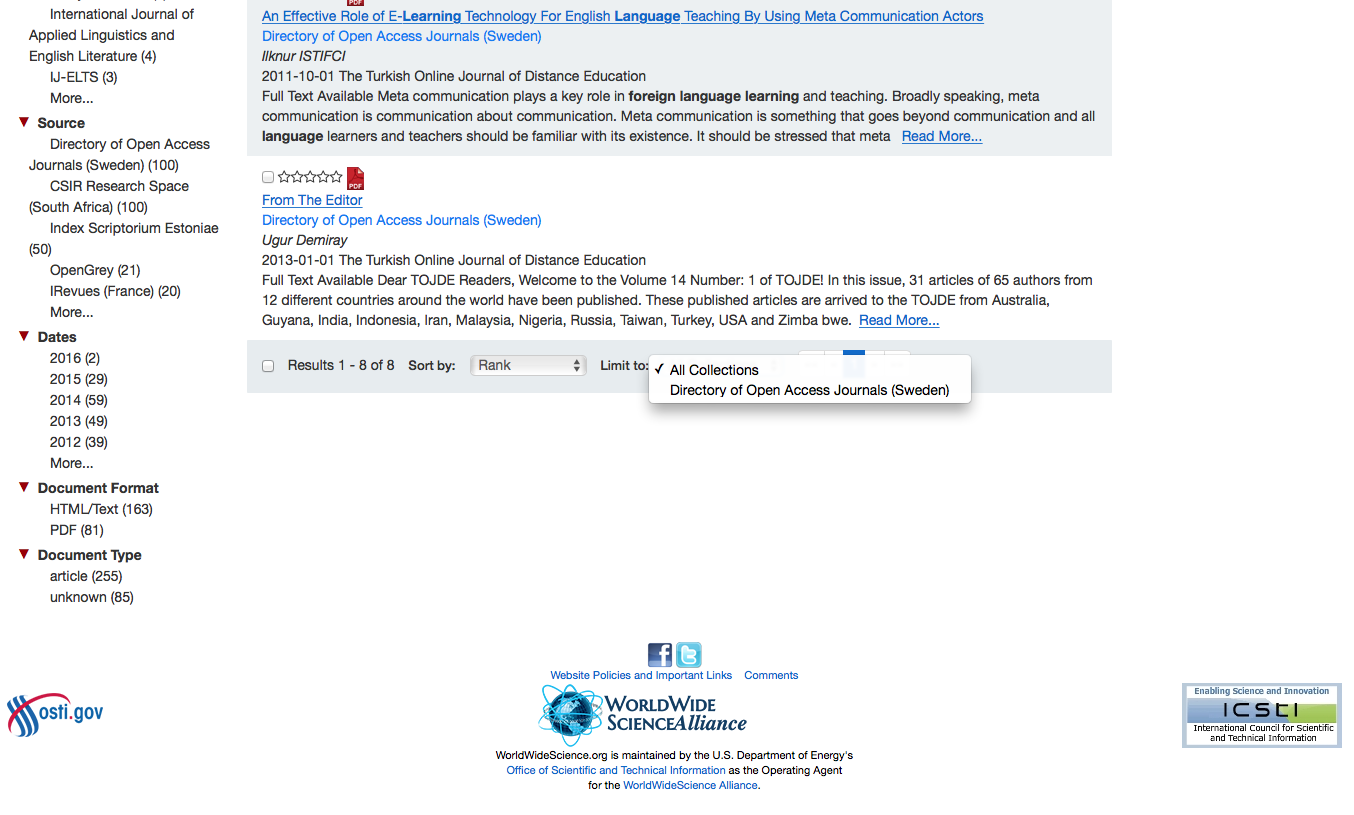 International Journal of
Applied Linguistics and
English Literature (4)
IJ-ELTS (3)
More...
Source
Directory of Open Access
Journals (Sweden) (100)
CSIR Research Space
(South Africa) (100)
Index Scriptorium Estoniae
(50)
OpenGrey (21)
IRevues (France) (20)
More...
Dates
2016 (2)
2015 (29)
2014 (59)
2013 (49)
2012 (39)
More...
Document Format
HTML/Text (163)
PDF (81)
Document Type
article (255)
unknown (85)
PDF
An Effective Role of E-Learning Technology For English Language Teaching By Using Meta Communication Actors
Directory of Open Access Journals (Sweden)
Ilknur ISTIFCI
2011-10-01 The Turkish Online Journal of Distance Education
Full Text Available Meta communication plays a key role in foreign language learning and teaching. Broadly speaking, meta
communication is communication about communication. Meta communication is something that goes beyond communication and all
language learners and teachers should be familiar with its existence. It should be stressed that meta Read More...
PDF
From The Editor
Directory of Open Access Journals (Sweden)
Ugur Demiray
2013-01-01 The Turkish Online Journal of Distance Education
Full Text Available Dear TOJDE Readers, Welcome to the Volume 14 Number: 1 of TOJDE! In this issue, 31 articles of 65 authors from
12 different countries around the world have been published. These published articles are arrived to the TOJDE from Australia,
Guyana, India, Indonesia, Iran, Malaysia, Nigeria, Russia, Taiwan, Turkey, USA and Zimba bwe. Read More...
Results 1 - 8 of 8 Sort by: Rank Limit to:
✓ All Collections
Directory of Open Access Journals (Sweden)
Website Policies and Important Links Comments
osti.gov
WORLDWIDE
SCIENCEAlliance
WorldWideScience.org is maintained by the U.S. Department of Energy's
Office of Scientific and Technical Information as the Operating Agent
for the WorldWideScience Alliance.
Enabling Science and Innovation
ICSTI
International Council for Scientific
and Technical Information